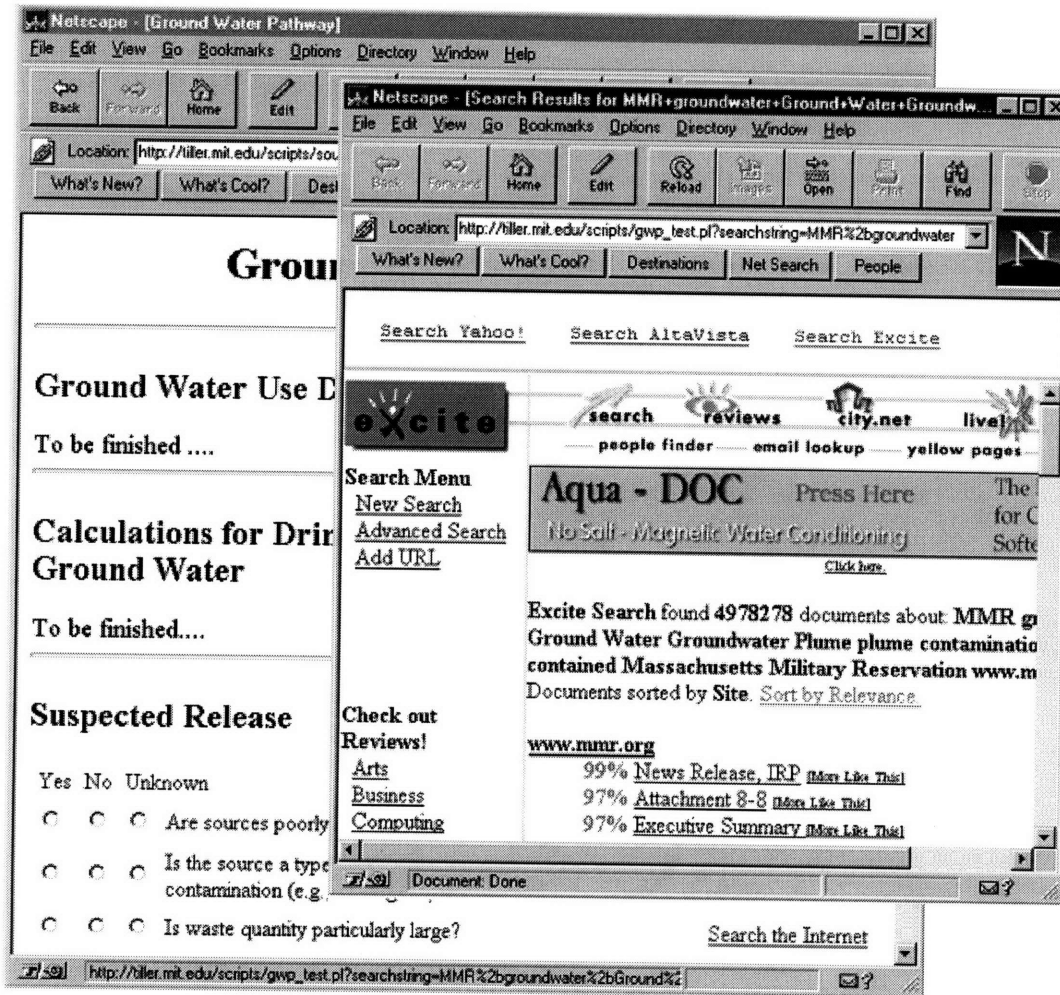 Netscape - [Ground Water Pathway]
File Edit View Go Bookmarks Options Directory Window Help
Back Forward Home Edit
Location: http://tiller.mit.edu/scripts/sou
What's New? What's Cool? Dest
Groun
Ground Water Use D
To be finished ....
Calculations for Drin
Ground Water
To be finished....
Suspected Release
Yes No Unknown
Are sources poorly
Is the source a type
contamination (e.g.,
Is waste quantity particularly large?
Search the Internet
http://tiller.mit.edu/scripts/gwp_test.pl?searchstring=MMR%2bgroundwater%2bGround%2
Netscape - [Search Results for MMR+groundwater+Ground+Water+Groundw...
File Edit View Go Bookmarks Options Directory Window Help
Back Forward Home Edit Reload Images Open Print Find Stop
Location: http://tiller.mit.edu/scripts/gwp_test.pl?searchstring=MMR%2bgroundwater
What's New? What's Cool? Destinations Net Search People
N
Search Yahoo! Search AltaVista Search Excite
excite
search reviews city.net live!
people finder email lookup yellow pages
Search Menu
New Search
Advanced Search
Add URL
Aqua - DOC Press Here The
for C
No Salt - Magnetic Water Conditioning Softe
Click here.
Excite Search found 4978278 documents about: MMR gr
Ground Water Groundwater Plume plume contaminatio
contained Massachusetts Military Reservation www.m
Documents sorted by Site. Sort by Relevance.
Check out
Reviews!
Arts
Business
Computing
www.mmr.org
99% News Release, IRP [More Like This]
97% Attachment 8-8 [More Like This]
97% Executive Summary [More Like This]
Document: Done